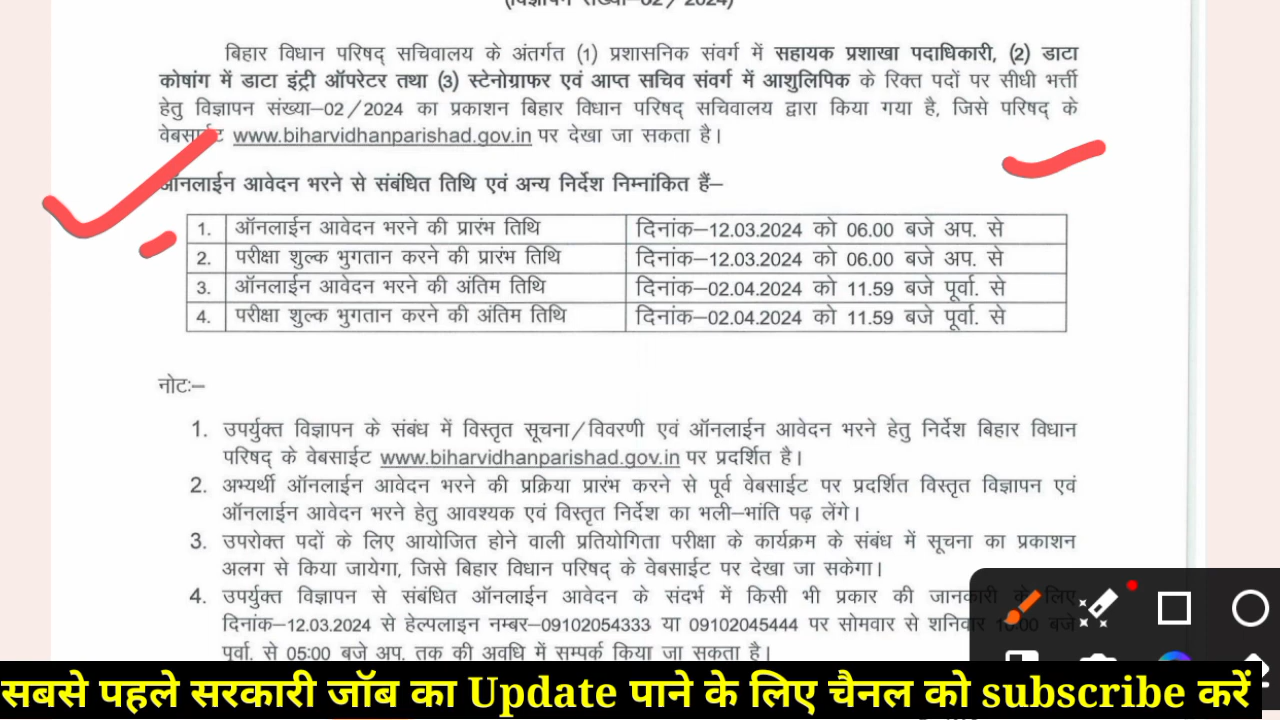 (विज्ञापन संख्या–02/2024)
बिहार विधान परिषद् सचिवालय के अंतर्गत (1) प्रशासनिक संवर्ग में सहायक प्रशाखा पदाधिकारी, (2) डाटा
कोषांग में डाटा इंट्री ऑपरेटर तथा (3) स्टेनोग्राफर एवं आप्त सचिव संवर्ग में आशुलिपिक के रिक्त पदों पर सीधी भर्ती
हेतु विज्ञापन संख्या–02/2024 का प्रकाशन बिहार विधान परिषद् सचिवालय द्वारा किया गया है, जिसे परिषद् के
वेबसाईट www.biharvidhanparishad.gov.in पर देखा जा सकता है।
ऑनलाईन आवेदन भरने से संबंधित तिथि एवं अन्य निर्देश निम्नांकित हैं–
1. ऑनलाईन आवेदन भरने की प्रारंभ तिथि दिनांक–12.03.2024 को 06.00 बजे अप. से
2. परीक्षा शुल्क भुगतान करने की प्रारंभ तिथि दिनांक–12.03.2024 को 06.00 बजे अप. से
3. ऑनलाईन आवेदन भरने की अंतिम तिथि दिनांक–02.04.2024 को 11.59 बजे पूर्वा. से
4. परीक्षा शुल्क भुगतान करने की अंतिम तिथि दिनांक–02.04.2024 को 11.59 बजे पूर्वा. से
नोटः–
1. उपर्युक्त विज्ञापन के संबंध में विस्तृत सूचना/विवरणी एवं ऑनलाईन आवेदन भरने हेतु निर्देश बिहार विधान
परिषद् के वेबसाईट www.biharvidhanparishad.gov.in पर प्रदर्शित है।
2. अभ्यर्थी ऑनलाईन आवेदन भरने की प्रक्रिया प्रारंभ करने से पूर्व वेबसाईट पर प्रदर्शित विस्तृत विज्ञापन एवं
ऑनलाईन आवेदन भरने हेतु आवश्यक एवं विस्तृत निर्देश का भली–भांति पढ़ लेंगे।
3. उपरोक्त पदों के लिए आयोजित होने वाली प्रतियोगिता परीक्षा के कार्यक्रम के संबंध में सूचना का प्रकाशन
अलग से किया जायेगा, जिसे बिहार विधान परिषद् के वेबसाईट पर देखा जा सकेगा।
4. उपर्युक्त विज्ञापन से संबंधित ऑनलाईन आवेदन के संदर्भ में किसी भी प्रकार की जानकारी के लिए
दिनांक–12.03.2024 से हेल्पलाइन नम्बर–09102054333 या 09102045444 पर सोमवार से शनिवार 10:00 बजे
पूर्वा. से 05:00 बजे अप. तक की अवधि में सम्पर्क किया जा सकता है।
सबसे पहले सरकारी जॉब का Update पाने के लिए चैनल को subscribe करें